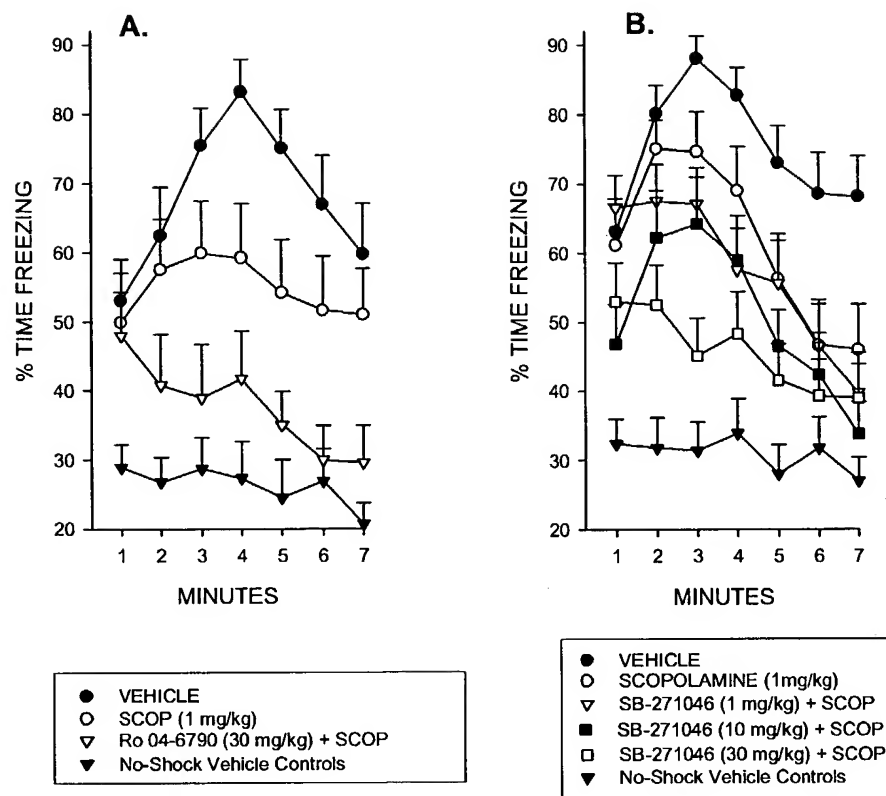 A.
90
80
70
60
50
40
30
20
% TIME FREEZING
1 2 3 4 5 6 7
MINUTES
VEHICLE
SCOP (1 mg/kg)
Ro 04-6790 (30 mg/kg) + SCOP
No-Shock Vehicle Controls
B.
90
80
70
60
50
40
30
20
% TIME FREEZING
1 2 3 4 5 6 7
MINUTES
VEHICLE
SCOPOLAMINE (1mg/kg)
SB-271046 (1 mg/kg) + SCOP
SB-271046 (10 mg/kg) + SCOP
SB-271046 (30 mg/kg) + SCOP
No-Shock Vehicle Controls